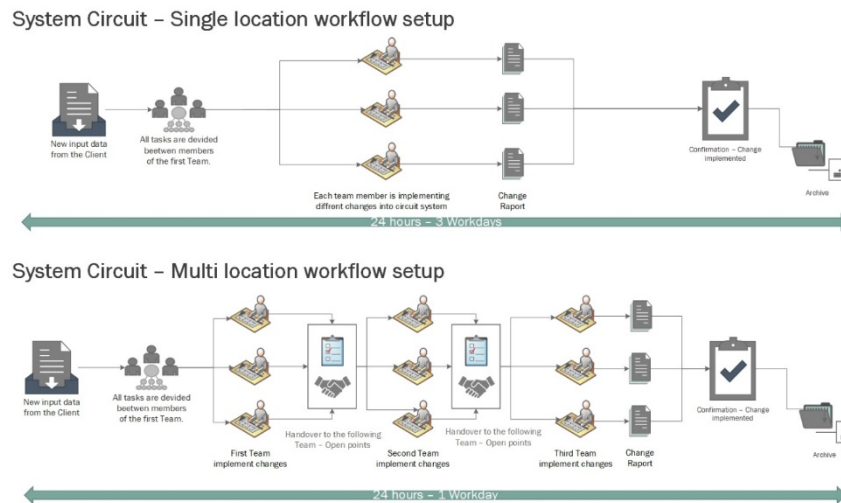 System Circuit – Single location workflow setup
New input data
from the Client
All tasks are devided
beetwen members
of the first Team.
Each team member is implementing
diffrent changes into circuit system
Change
Raport
Confirmation – Change
implemented
Archive
24 hours – 3 Workdays
System Circuit – Multi location workflow setup
New input data
from the Client
All tasks are devided
beetwen members
of the first Team.
First Team
implement changes
Handover to the following
Team – Open points
Second Team
implement changes
Handover to the following
Team – Open points
Third Team
implement changes
Change
Raport
Confirmation – Change
implemented
Archive
24 hours – 1 Workday